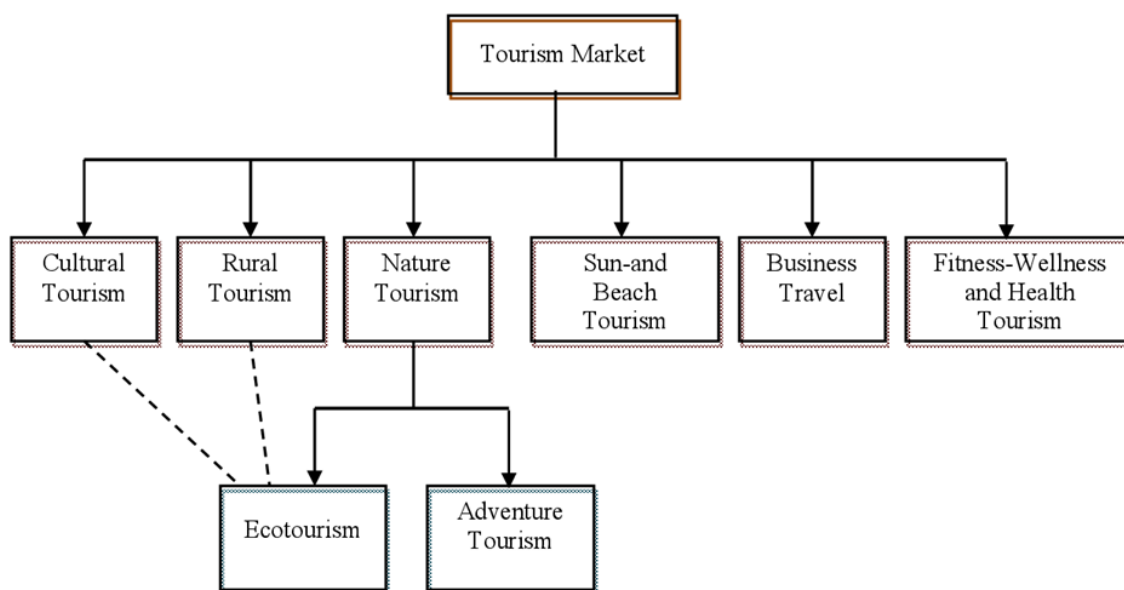 Tourism Market
Cultural
Tourism
Rural
Tourism
Nature
Tourism
Sun-and
Beach
Tourism
Business
Travel
Fitness-Wellness
and Health
Tourism
Ecotourism
Adventure
Tourism